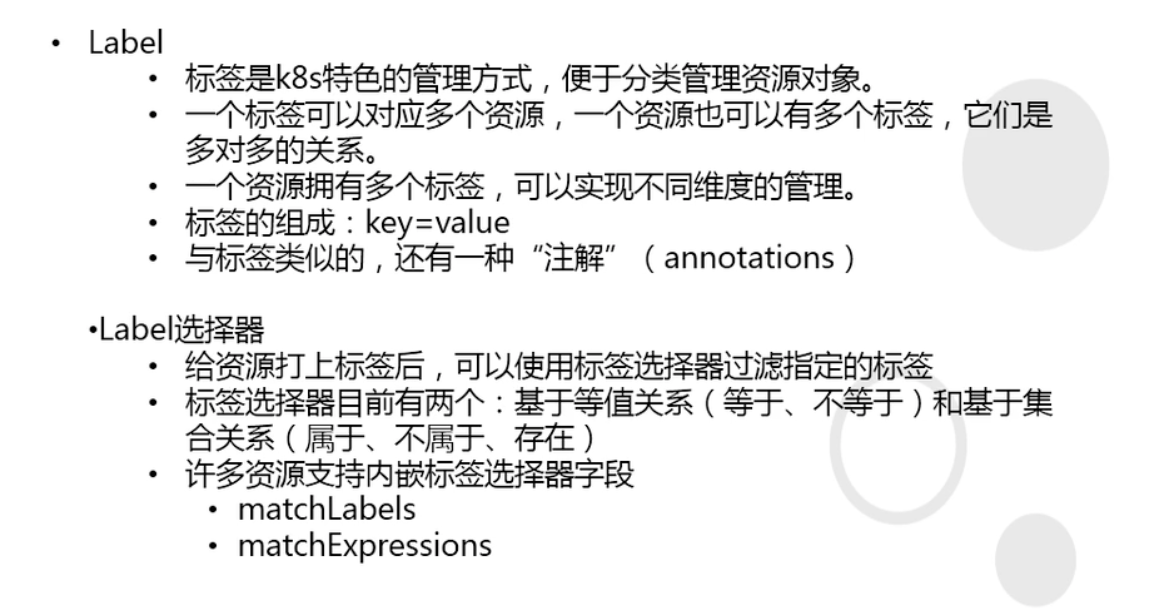 • Label
• 标签是k8s特色的管理方式，便于分类管理资源对象。
• 一个标签可以对应多个资源，一个资源也可以有多个标签，它们是
多对多的关系。
• 一个资源拥有多个标签，可以实现不同维度的管理。
• 标签的组成：key=value
• 与标签类似的，还有一种“注解”（annotations）
•Label选择器
• 给资源打上标签后，可以使用标签选择器过滤指定的标签
• 标签选择器目前有两个：基于等值关系（等于、不等于）和基于集
合关系（属于、不属于、存在）
• 许多资源支持内嵌标签选择器字段
• matchLabels
• matchExpressions